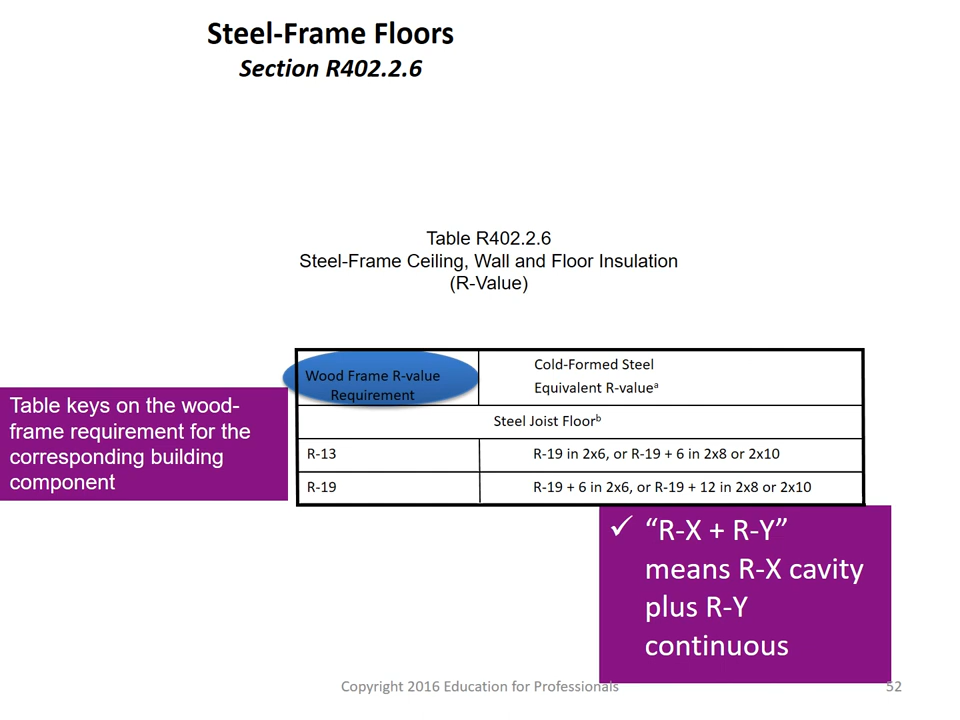 Steel-Frame Floors
Section R402.2.6
Table R402.2.6
Steel-Frame Ceiling, Wall and Floor Insulation
(R-Value)
Wood Frame R-value
Requirement
Cold-Formed Steel
Equivalent R-valueᵃ
Steel Joist Floorᵇ
R-13
R-19 in 2x6, or R-19 + 6 in 2x8 or 2x10
R-19
R-19 + 6 in 2x6, or R-19 + 12 in 2x8 or 2x10
Table keys on the wood-
frame requirement for the
corresponding building
component
✓ “R-X + R-Y”
means R-X cavity
plus R-Y
continuous
Copyright 2016 Education for Professionals
52